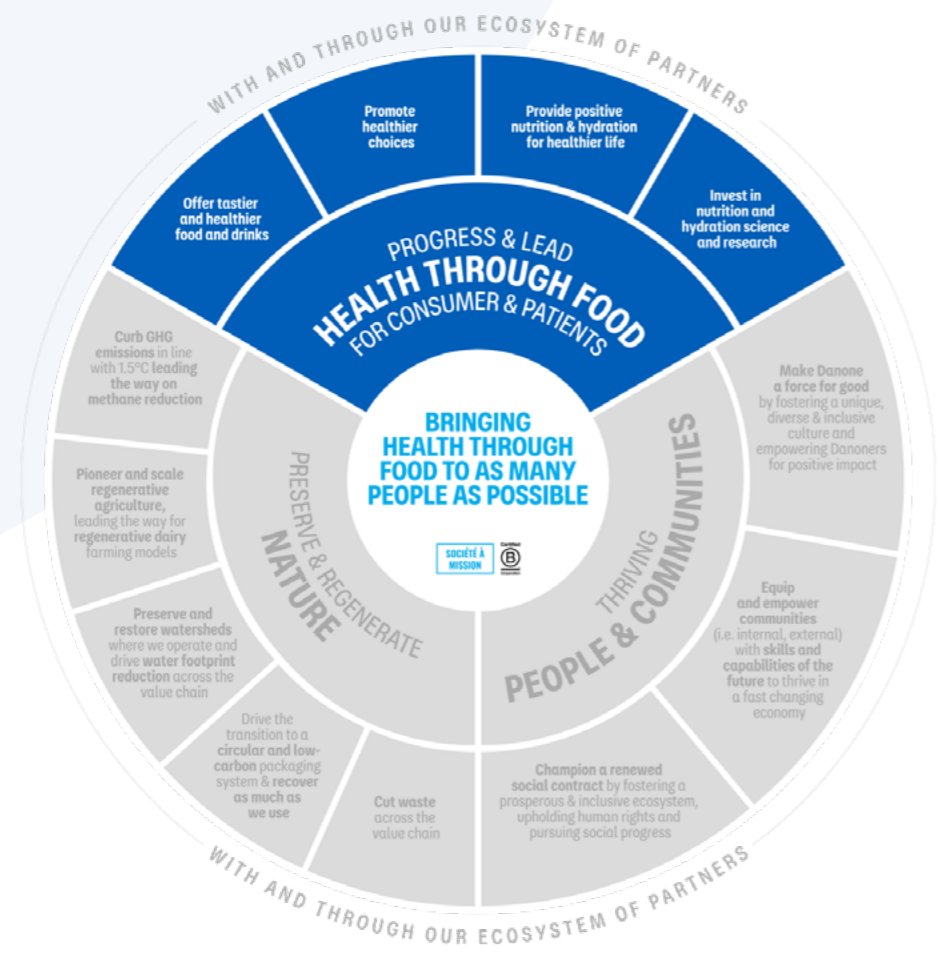 WITH AND THROUGH OUR ECOSYSTEM OF PARTNERS
Offer tastier
and healthier
food and drinks
Promote
healthier
choices
Provide positive
nutrition & hydration
for healthier life
Invest in
nutrition and
hydration science
and research
PROGRESS & LEAD
HEALTH THROUGH FOOD
FOR CONSUMER & PATIENTS
BRINGING
HEALTH THROUGH
FOOD TO AS MANY
PEOPLE AS POSSIBLE
SOCIÉTÉ À
MISSION
Certified
B
Corporation
PRESERVE & REGENERATE
NATURE
Curb GHG
emissions in line
with 1.5°C leading
the way on
methane reduction
Pioneer and scale
regenerative
agriculture,
leading the way for
regenerative dairy
farming models
Preserve and
restore watersheds
where we operate and
drive water footprint
reduction across the
value chain
Drive the
transition to a
circular and low-
carbon packaging
system & recover
as much as
we use
Cut waste
across the
value chain
THRIVING
PEOPLE & COMMUNITIES
Make Danone
a force for good
by fostering a unique,
diverse & inclusive
culture and
empowering Danoners
for positive impact
Equip
and empower
communities
(i.e. internal, external)
with skills and
capabilities of the
future to thrive in
a fast changing
economy
Champion a renewed
social contract by fostering a
prosperous & inclusive ecosystem,
upholding human rights and
pursuing social progress
WITH AND THROUGH OUR ECOSYSTEM OF PARTNERS